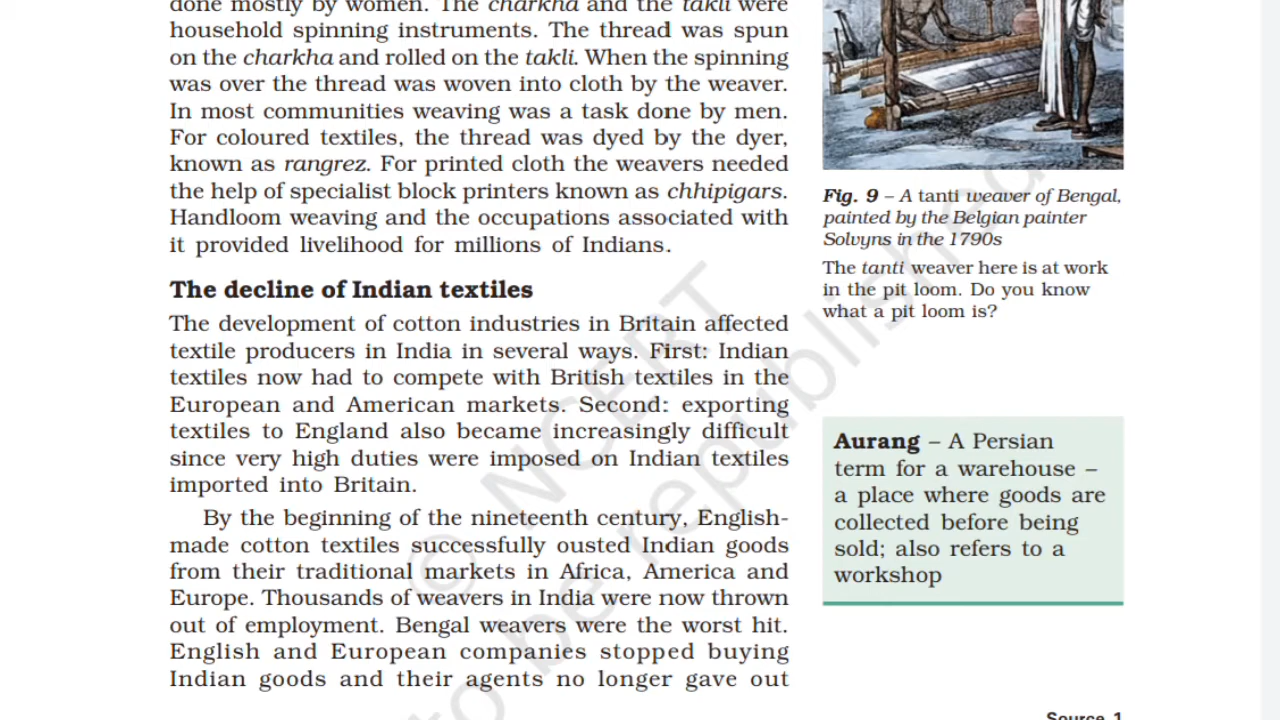 done mostly by women. The charkha and the takli were
household spinning instruments. The thread was spun
on the charkha and rolled on the takli. When the spinning
was over the thread was woven into cloth by the weaver.
In most communities weaving was a task done by men.
For coloured textiles, the thread was dyed by the dyer,
known as rangrez. For printed cloth the weavers needed
the help of specialist block printers known as chhipigars.
Handloom weaving and the occupations associated with
it provided livelihood for millions of Indians.
The decline of Indian textiles
The development of cotton industries in Britain affected
textile producers in India in several ways. First: Indian
textiles now had to compete with British textiles in the
European and American markets. Second: exporting
textiles to England also became increasingly difficult
since very high duties were imposed on Indian textiles
imported into Britain.
By the beginning of the nineteenth century, English-
made cotton textiles successfully ousted Indian goods
from their traditional markets in Africa, America and
Europe. Thousands of weavers in India were now thrown
out of employment. Bengal weavers were the worst hit.
English and European companies stopped buying
Indian goods and their agents no longer gave out
Fig. 9 – A tanti weaver of Bengal,
painted by the Belgian painter
Solvyns in the 1790s
The tanti weaver here is at work
in the pit loom. Do you know
what a pit loom is?
Aurang – A Persian
term for a warehouse –
a place where goods are
collected before being
sold; also refers to a
workshop
Source 1
© NCERT
to be republished